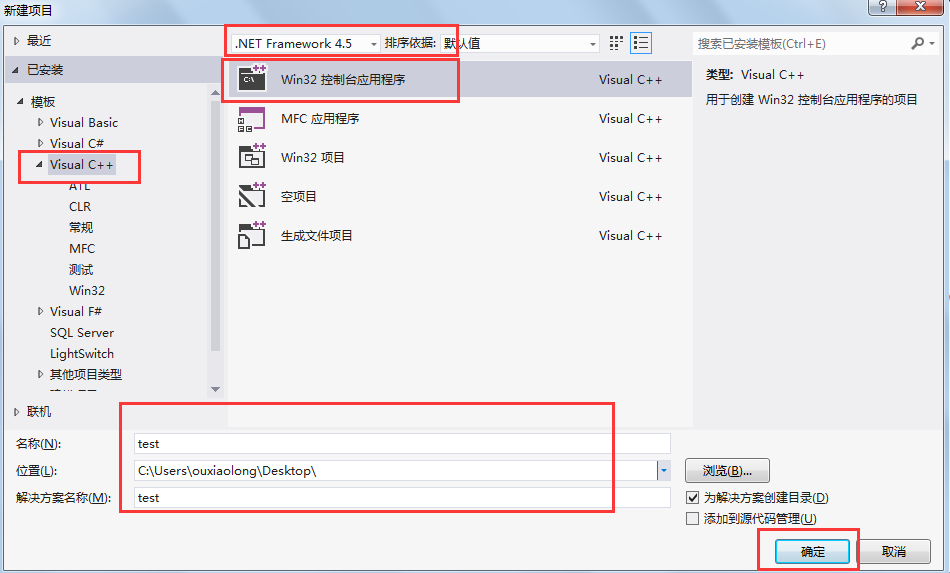 新建项目
?
最近
.NET Framework 4.5
排序依据:
默认值
搜索已安装模板(Ctrl+E)
已安装
模板
Visual Basic
Visual C#
Visual C++
ATL
CLR
常规
MFC
测试
Win32
Visual F#
SQL Server
LightSwitch
其他项目类型
联机
C:\
Win32 控制台应用程序 Visual C++
MFC 应用程序 Visual C++
Win32 项目 Visual C++
空项目 Visual C++
生成文件项目 Visual C++
类型: Visual C++
用于创建 Win32 控制台应用程序的项目
名称(N): test
位置(L): C:\Users\ouxiaolong\Desktop\ 浏览(B)...
解决方案名称(M): test
为解决方案创建目录(D)
添加到源代码管理(U)
确定 取消